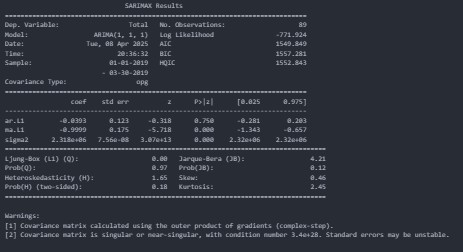 SARIMAX Results
Dep. Variable: Total No. Observations: 89
Model: ARIMA(1, 1, 1) Log Likelihood -771.924
Date: Tue, 08 Apr 2025 AIC 1549.849
Time: 20:36:32 BIC 1557.281
Sample: 01-01-2019 HQIC 1552.843
- 03-30-2019
Covariance Type: opg
coef std err z P>|z| [0.025 0.975]
ar.L1 -0.0393 0.123 -0.318 0.750 -0.281 0.203
ma.L1 -0.9999 0.175 -5.718 0.000 -1.343 -0.657
sigma2 2.318e+06 7.56e-08 3.07e+13 0.000 2.32e+06 2.32e+06
Ljung-Box (L1) (Q): 0.00 Jarque-Bera (JB): 4.21
Prob(Q): 0.97 Prob(JB): 0.12
Heteroskedasticity (H): 1.65 Skew: 0.46
Prob(H) (two-sided): 0.18 Kurtosis: 2.45
Warnings:
[1] Covariance matrix calculated using the outer product of gradients (complex-step).
[2] Covariance matrix is singular or near-singular, with condition number 3.4e+28. Standard errors may be unstable.